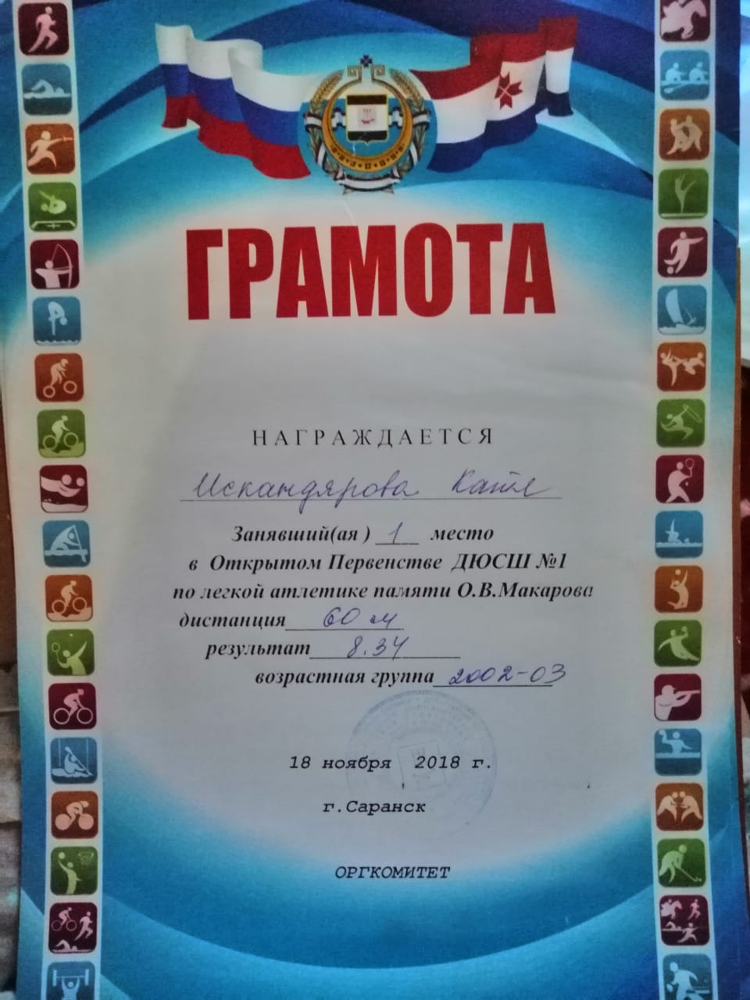 ГРАМОТА
НАГРАЖДАЕТСЯ
Искандярова Катя
Занявший(ая ) 1 место
в Открытом Первенстве ДЮСШ №1
по легкой атлетике памяти О.В.Макарова
дистанция 60 м
результат 8.34
возрастная группа 2002-03
18 ноября 2018 г.
г.Саранск
ОРГКОМИТЕТ